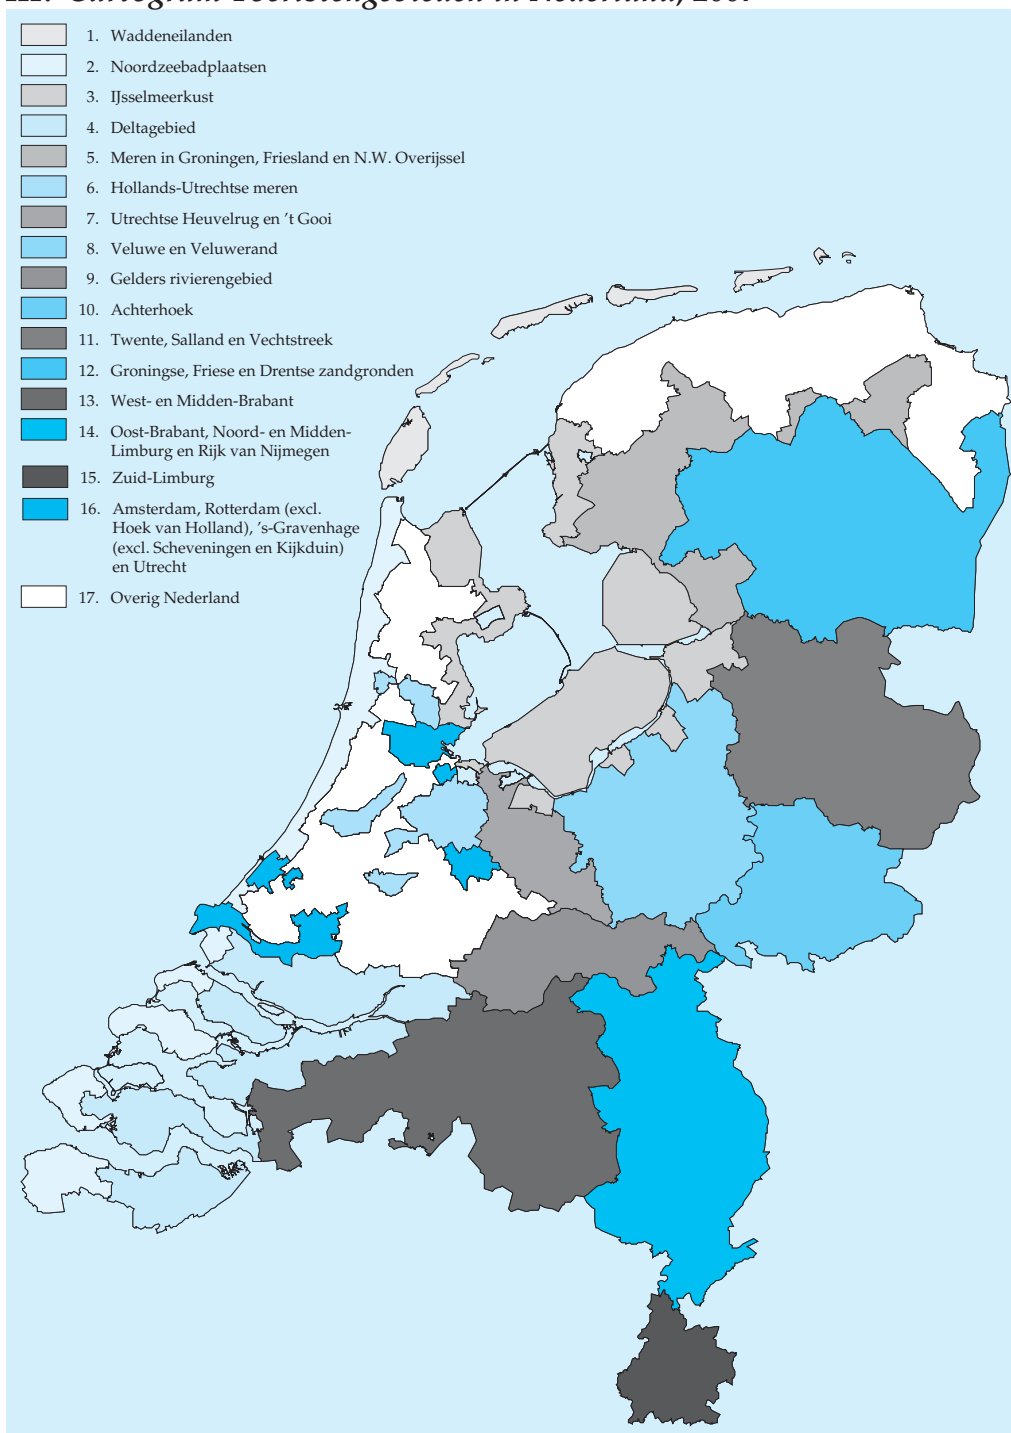 1. Waddeneilanden
2. Noordzeebadplaatsen
3. IJsselmeerkust
4. Deltagebied
5. Meren in Groningen, Friesland en N.W. Overijssel
6. Hollands-Utrechtse meren
7. Utrechtse Heuvelrug en ’t Gooi
8. Veluwe en Veluwerand
9. Gelders rivierengebied
10. Achterhoek
11. Twente, Salland en Vechtstreek
12. Groningse, Friese en Drentse zandgronden
13. West- en Midden-Brabant
14. Oost-Brabant, Noord- en Midden-
Limburg en Rijk van Nijmegen
15. Zuid-Limburg
16. Amsterdam, Rotterdam (excl.
Hoek van Holland), ’s-Gravenhage
(excl. Scheveningen en Kijkduin)
en Utrecht
17. Overig Nederland